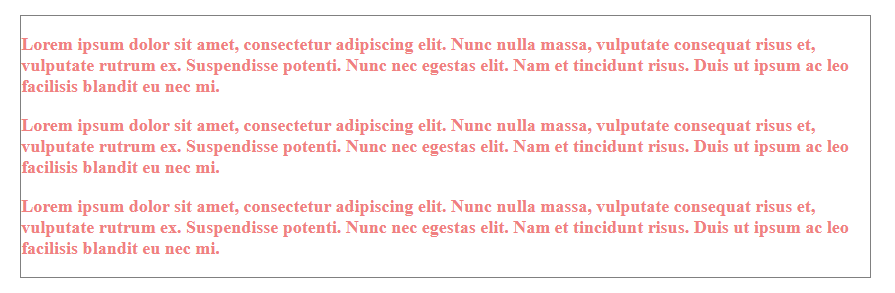 Lorem ipsum dolor sit amet, consectetur adipiscing elit. Nunc nulla massa, vulputate consequat risus et,
vulputate rutrum ex. Suspendisse potenti. Nunc nec egestas elit. Nam et tincidunt risus. Duis ut ipsum ac leo
facilisis blandit eu nec mi.
Lorem ipsum dolor sit amet, consectetur adipiscing elit. Nunc nulla massa, vulputate consequat risus et,
vulputate rutrum ex. Suspendisse potenti. Nunc nec egestas elit. Nam et tincidunt risus. Duis ut ipsum ac leo
facilisis blandit eu nec mi.
Lorem ipsum dolor sit amet, consectetur adipiscing elit. Nunc nulla massa, vulputate consequat risus et,
vulputate rutrum ex. Suspendisse potenti. Nunc nec egestas elit. Nam et tincidunt risus. Duis ut ipsum ac leo
facilisis blandit eu nec mi.